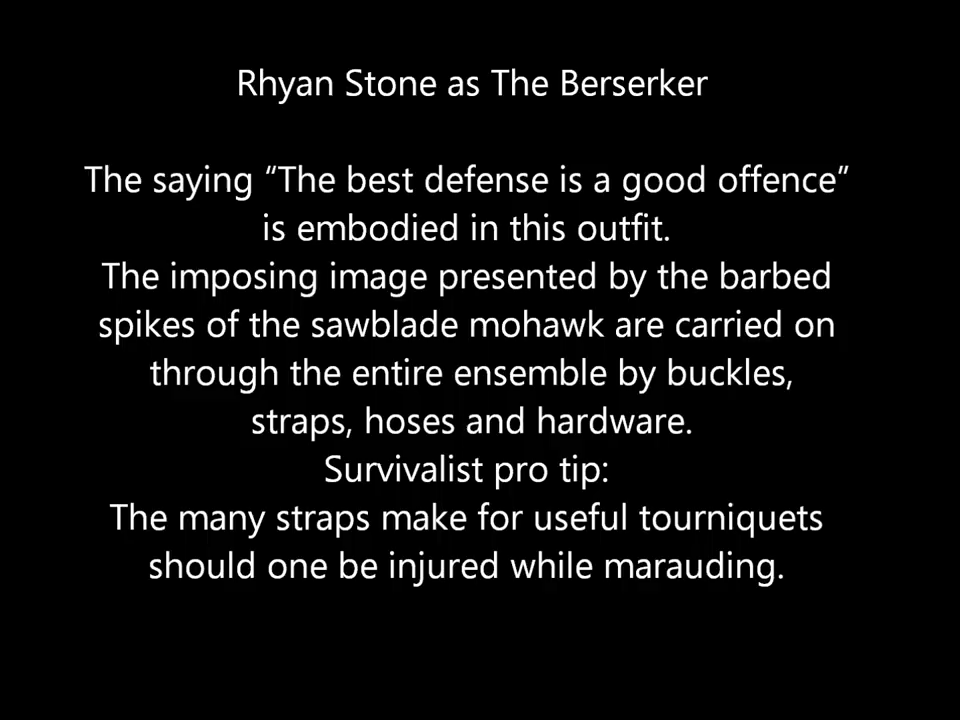 Rhyan Stone as The Berserker
The saying “The best defense is a good offence”
is embodied in this outfit.
The imposing image presented by the barbed
spikes of the sawblade mohawk are carried on
through the entire ensemble by buckles,
straps, hoses and hardware.
Survivalist pro tip:
The many straps make for useful tourniquets
should one be injured while marauding.